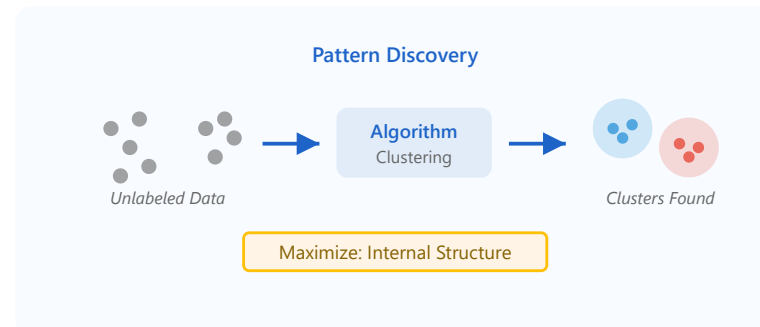 Pattern Discovery
Algorithm
Clustering
Unlabeled Data
Clusters Found
Maximize: Internal Structure